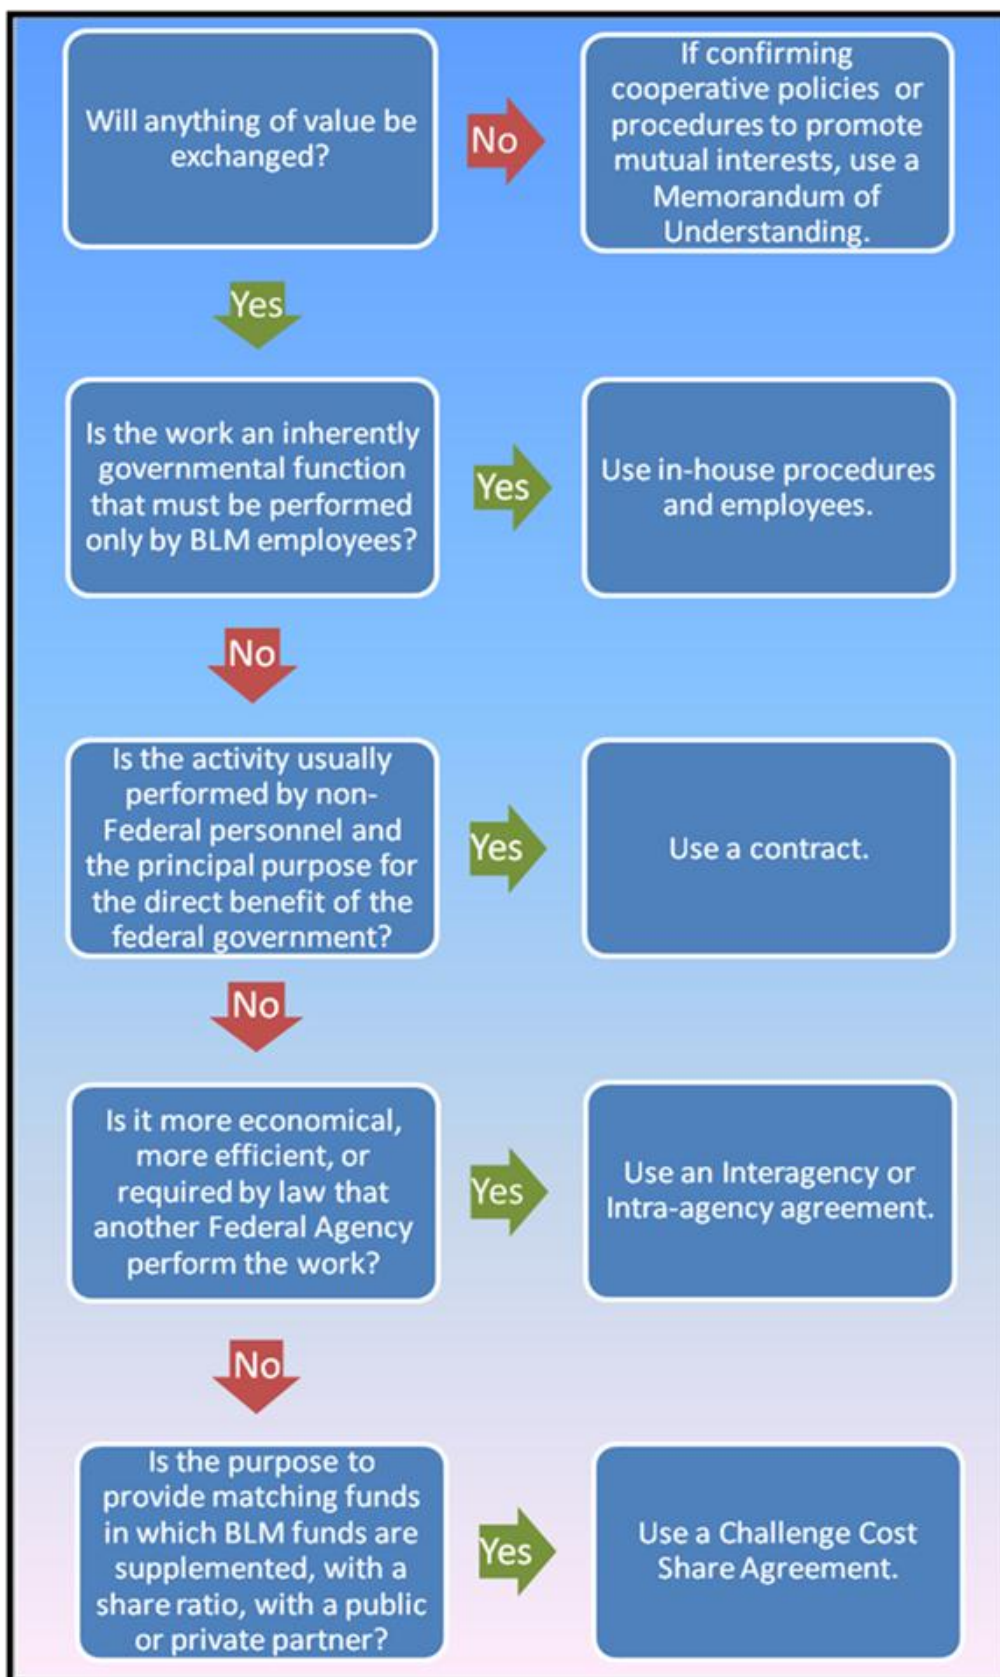 Will anything of value be
exchanged?
No
If confirming
cooperative policies or
procedures to promote
mutual interests, use a
Memorandum of
Understanding.
Yes
Is the work an inherently
governmental function
that must be performed
only by BLM employees?
Yes
Use in-house procedures
and employees.
No
Is the activity usually
performed by non-
Federal personnel and
the principal purpose for
the direct benefit of the
federal government?
Yes
Use a contract.
No
Is it more economical,
more efficient, or
required by law that
another Federal Agency
perform the work?
Yes
Use an Interagency or
Intra-agency agreement.
No
Is the purpose to
provide matching funds
in which BLM funds are
supplemented, with a
share ratio, with a public
or private partner?
Yes
Use a Challenge Cost
Share Agreement.